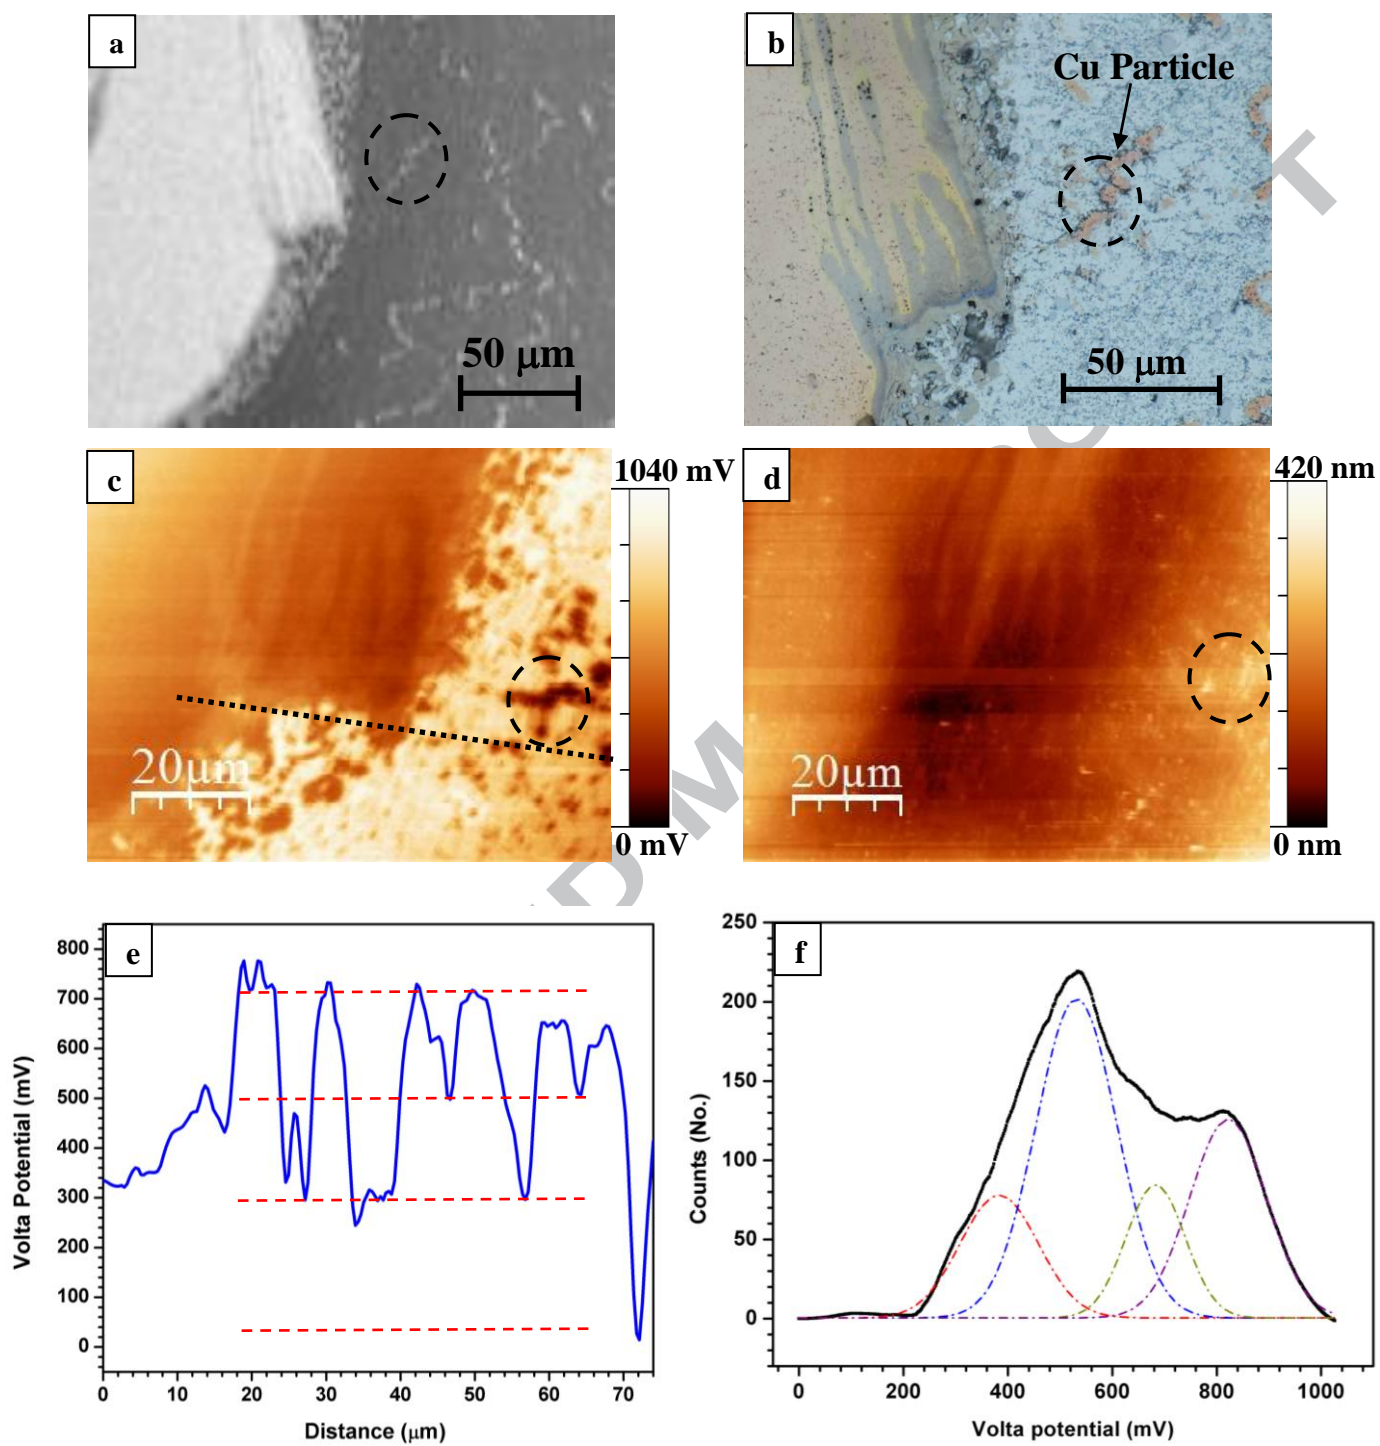 a
50 μm
b
Cu Particle
50 μm
c
1040 mV
20μm
0 mV
d
420 nm
20μm
0 nm
e
800
700
600
500
400
300
200
100
0
Volta Potential (mV)
0 10 20 30 40 50 60 70
Distance (μm)
f
250
200
150
100
50
0
Counts (No.)
0 200 400 600 800 1000
Volta potential (mV)